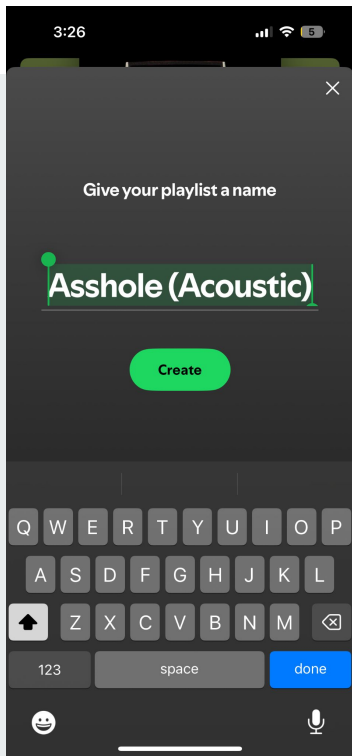 3:26
5
Give your playlist a name
Asshole (Acoustic)
Create
Q W E R T Y U I O P
A S D F G H J K L
Z X C V B N M
123 space done